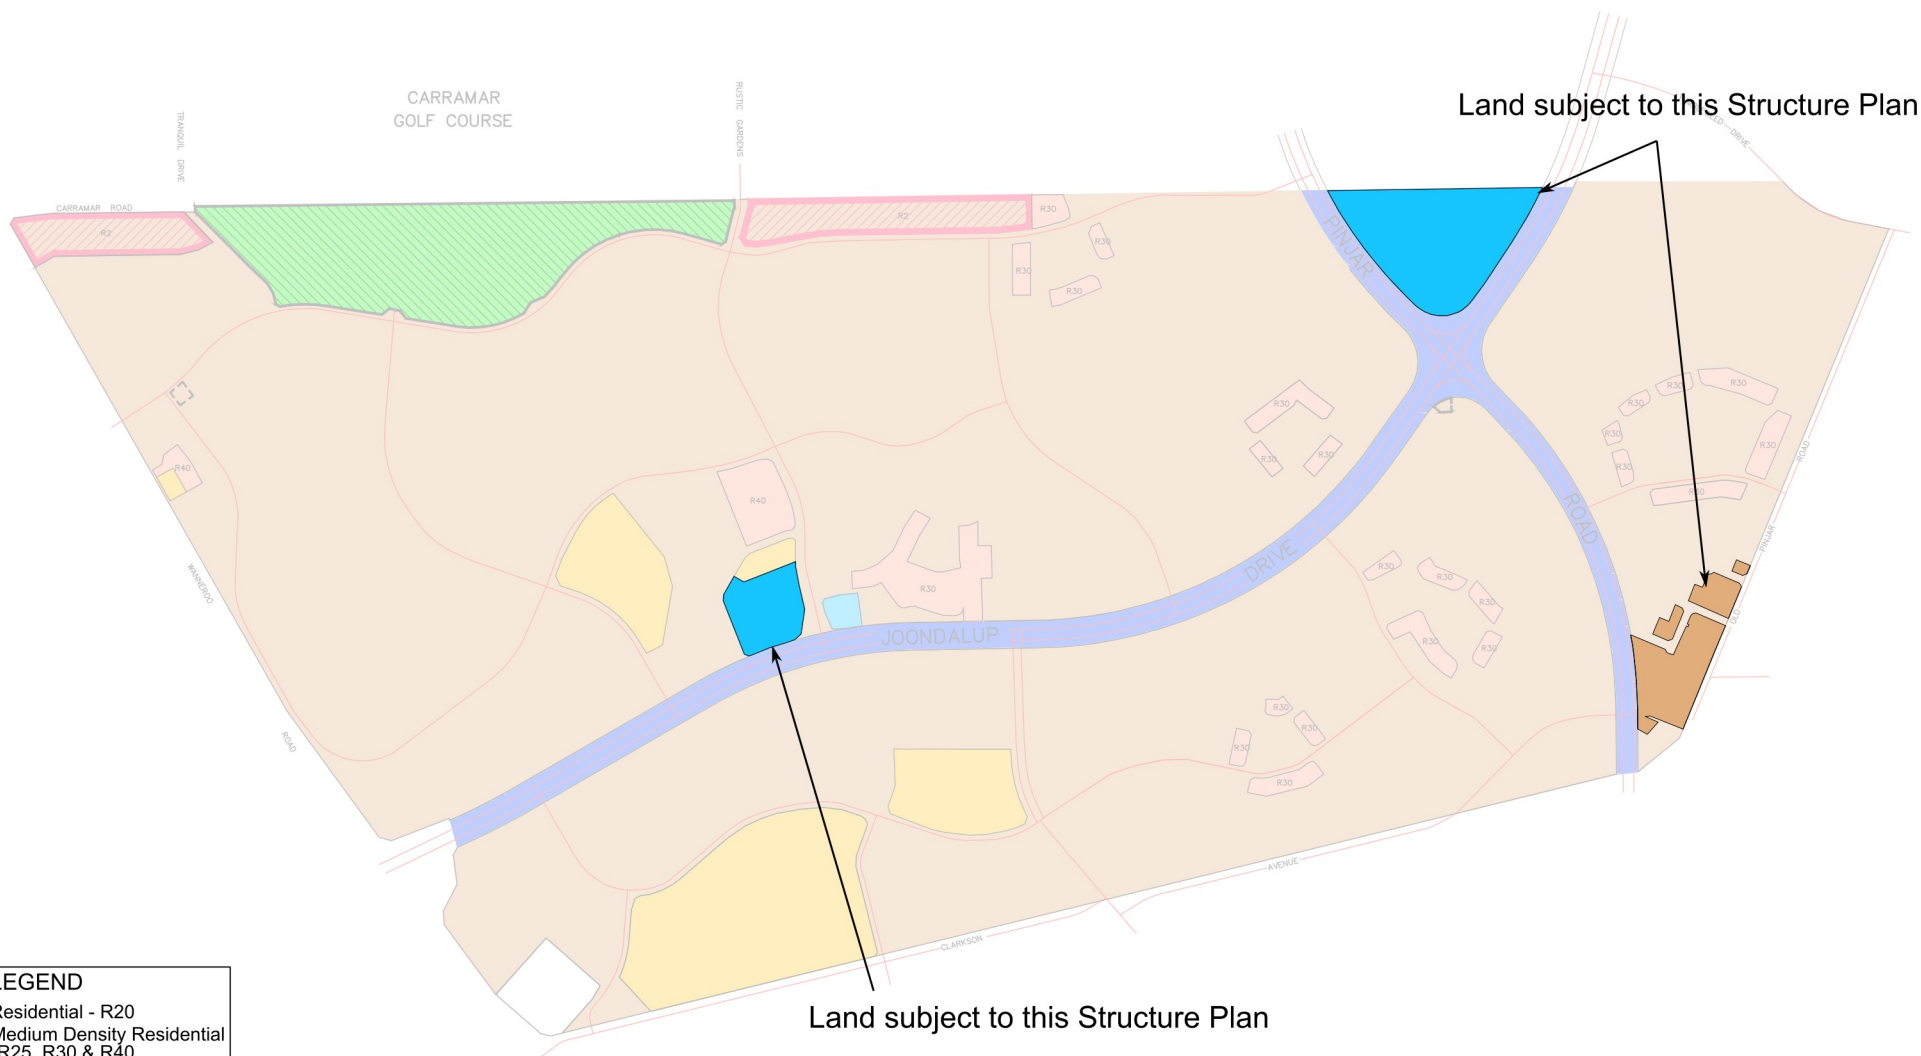 CARRAMAR
GOLF COURSE
TRANQUIL DRIVE
RUSTIC GARDENS
Land subject to this Structure Plan
DRIVE
CARRAMAR ROAD
R2
R2
R30
R30
R30
R30
PINJAR
R30
R30
R30
R30
R30
R30
R30
R30
R30
R40
R40
ROAD
ROAD
PINJAR
OLD
WANNEROO
ROAD
R30
DRIVE
JOONDALUP
R30
R30
R30
R30
R30
R30
R30
R30
R30
AVENUE
CLARKSON
LEGEND
Residential - R20
Medium Density Residential
R25, R30 & R40
Land subject to this Structure Plan